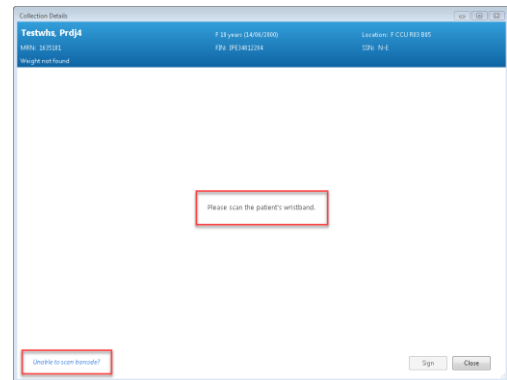 Collection Details
Testwhs, Prdj4
F 18 years (14/06/2000)
Location: F CCU R03 B05
MRN: 1635181
FIN: IPE34012204
SSN: N-E
Weight not found
Please scan the patient's wristband.
Unable to scan barcode?
Sign
Close